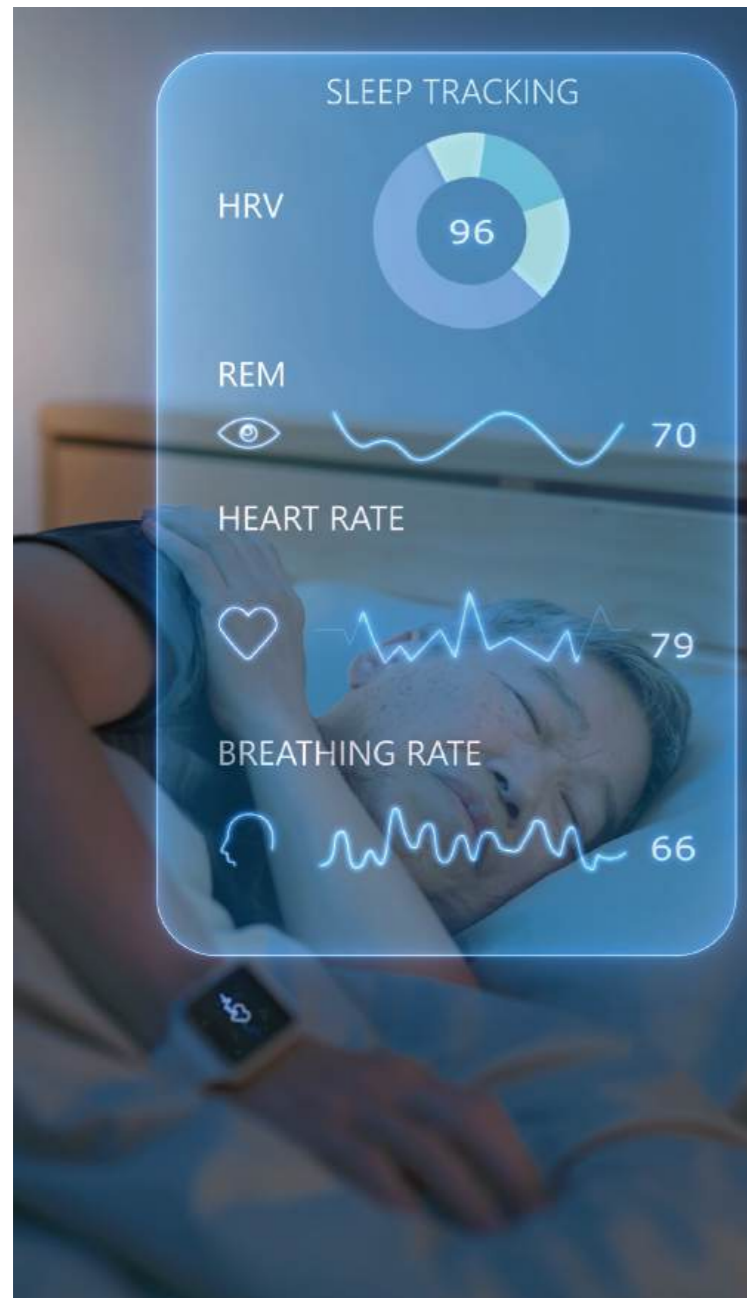 SLEEP TRACKING
HRV
96
REM
70
HEART RATE
79
BREATHING RATE
66